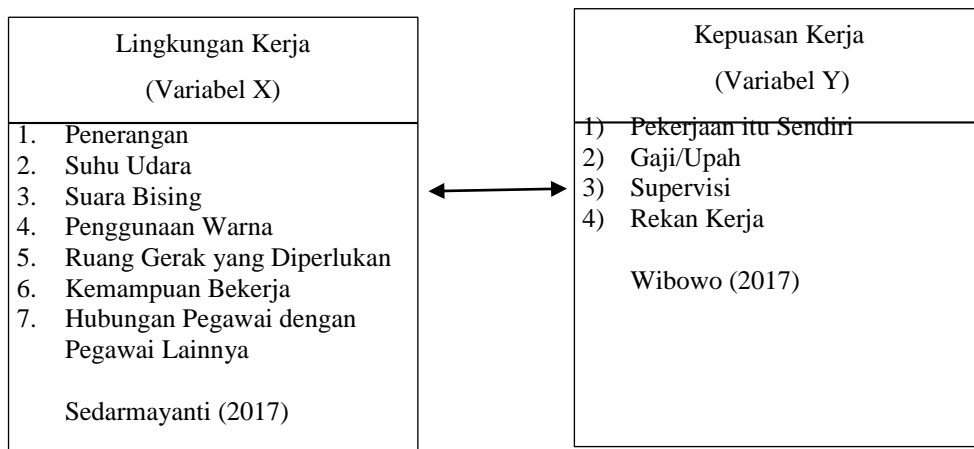 Lingkungan Kerja
(Variabel X)
1. Penerangan
2. Suhu Udara
3. Suara Bising
4. Penggunaan Warna
5. Ruang Gerak yang Diperlukan
6. Kemampuan Bekerja
7. Hubungan Pegawai dengan
Pegawai Lainnya
Sedarmayanti (2017)
Kepuasan Kerja
(Variabel Y)
1) Pekerjaan itu Sendiri
2) Gaji/Upah
3) Supervisi
4) Rekan Kerja
Wibowo (2017)